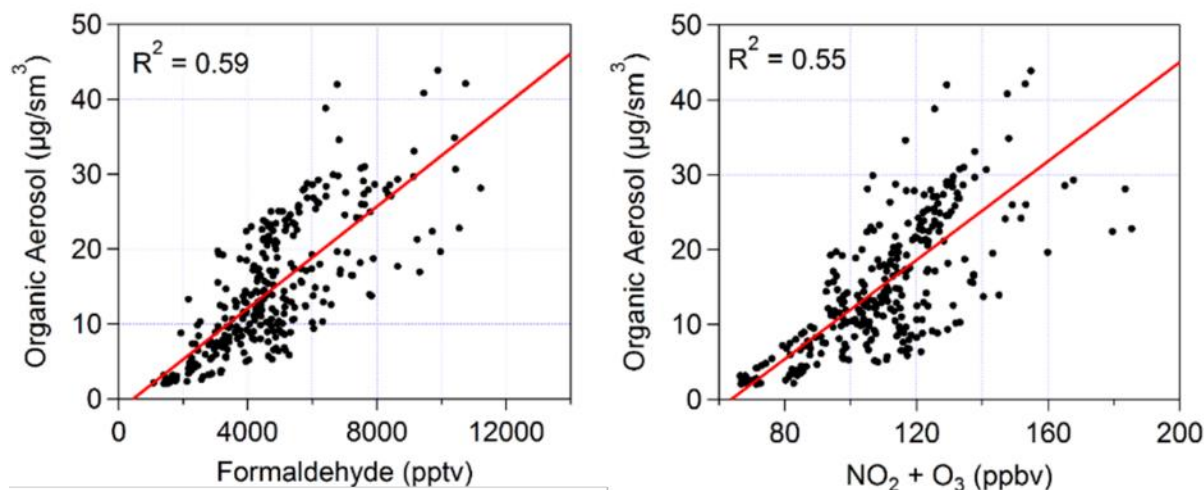 R² = 0.59
Organic Aerosol (µg/sm³)
50
40
30
20
10
0
0 4000 8000 12000
Formaldehyde (pptv)
R² = 0.55
Organic Aerosol (µg/sm³)
50
40
30
20
10
0
80 120 160 200
NO₂ + O₃ (ppbv)